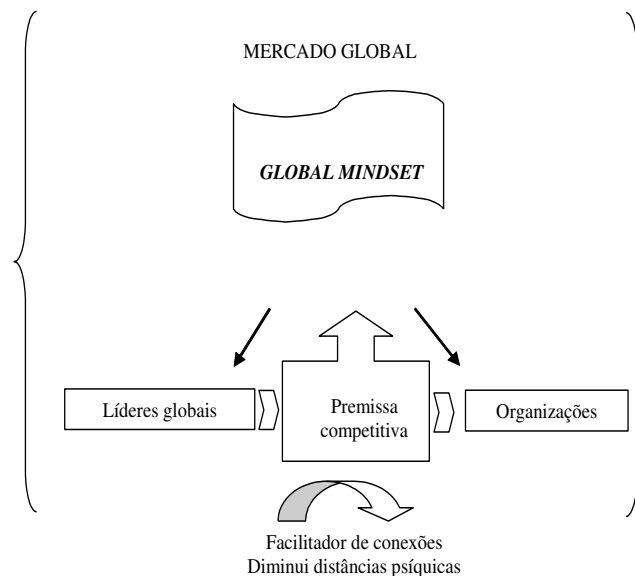 MERCADO GLOBAL
GLOBAL MINDSET
Líderes globais
Premissa
competitiva
Organizações
Facilitador de conexões
Diminui distâncias psíquicas